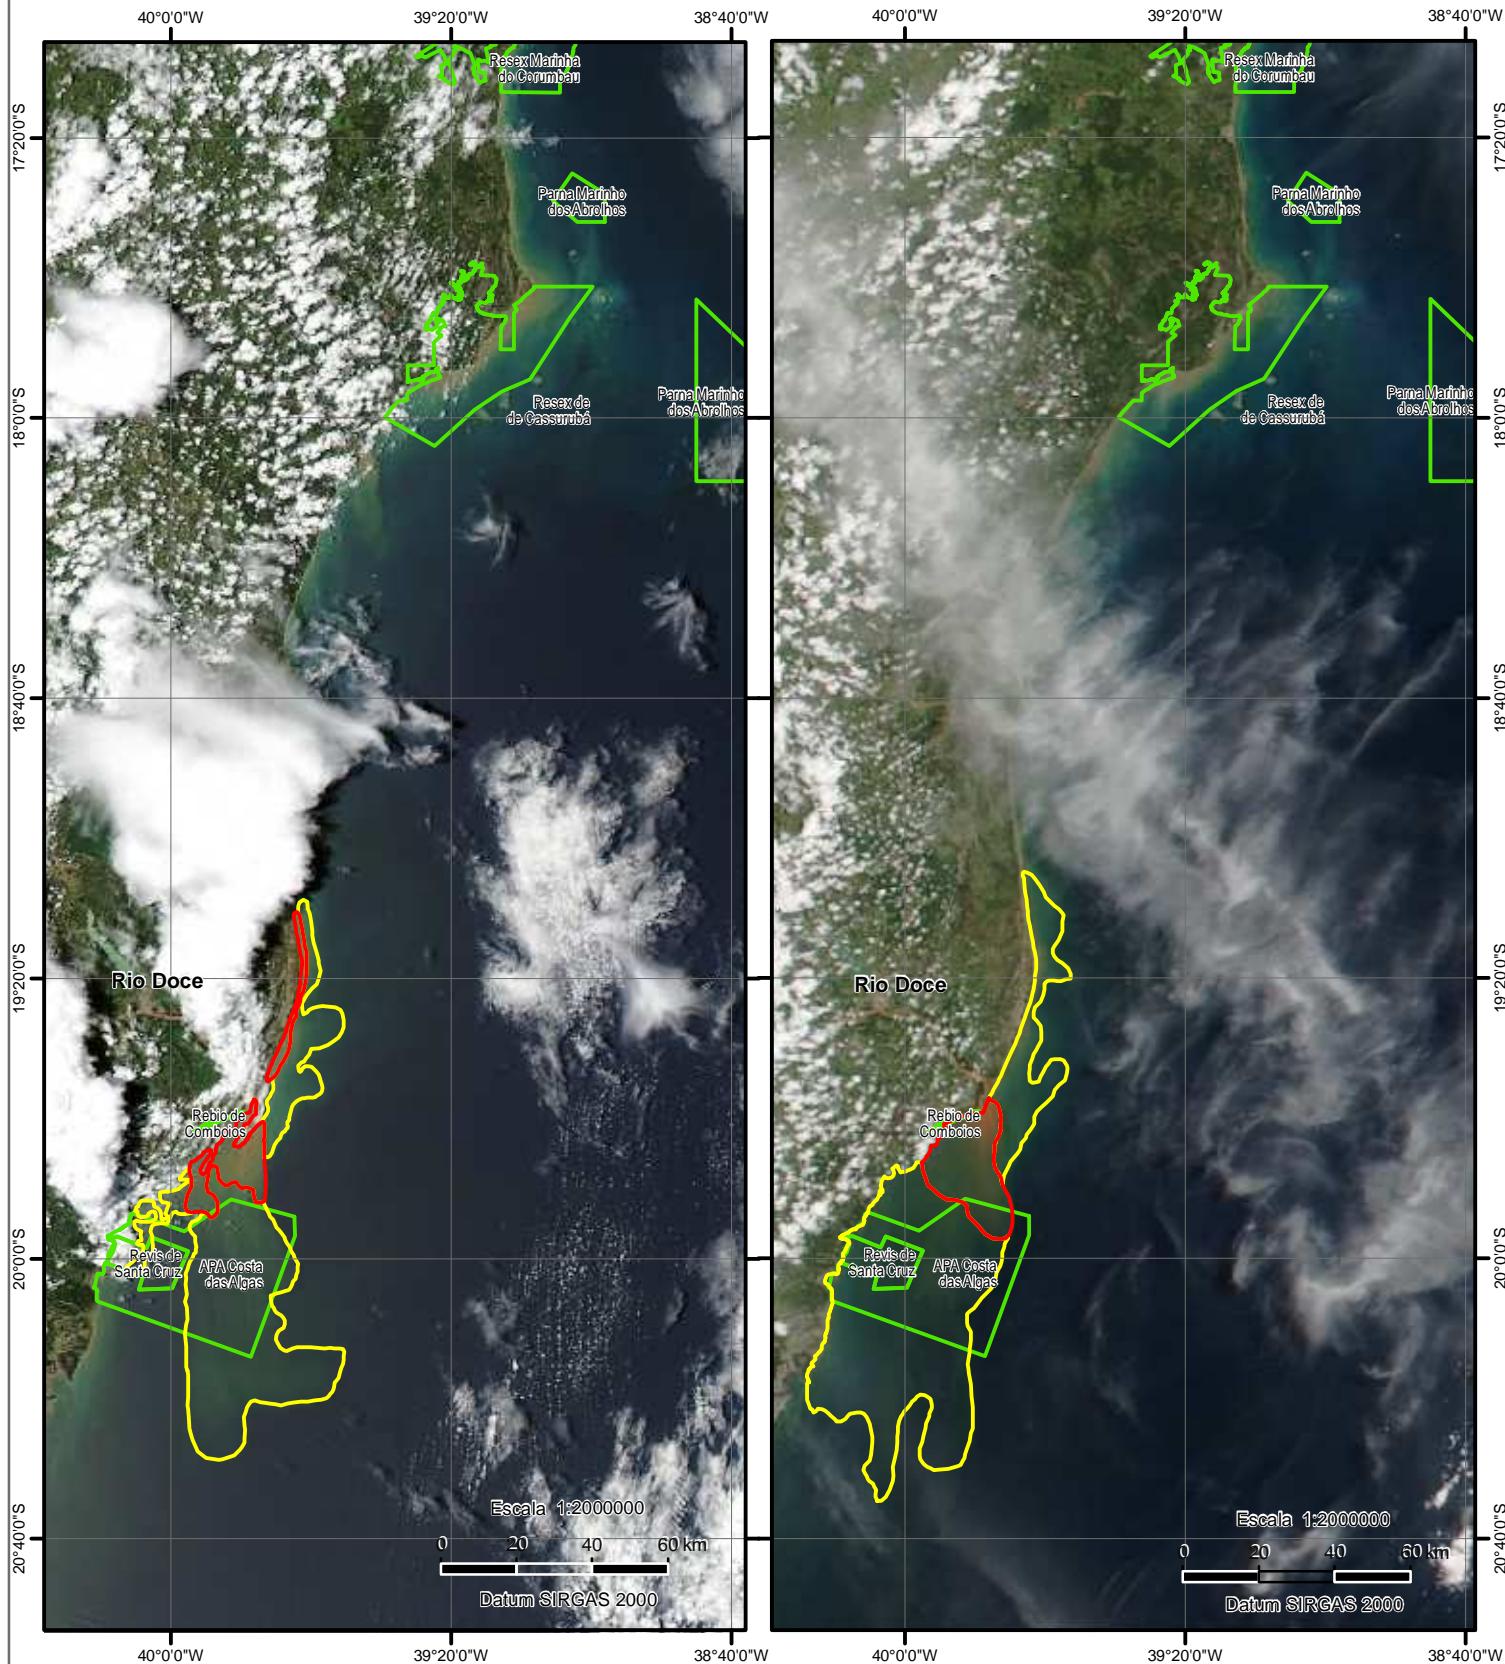 40°0'0"W 39°20'0"W 38°40'0"W
17°20'0"S
18°0'0"S
18°40'0"S
19°20'0"S
20°0'0"S
20°40'0"S
Resex Marinha
do Corumbau
Parna Marinho
dos Abrolhos
Parna Marinho
dos Abrolhos
Resex de
de Cassurubá
Rio Doce
Rebio de
Comboios
Revis de
Santa Cruz
APA Costa
das Algas
Escala 1:2000000
0 20 40 60 km
Datum SIRGAS 2000
40°0'0"W 39°20'0"W 38°40'0"W
40°0'0"W 39°20'0"W 38°40'0"W
Resex Marinha
do Corumbau
Parna Marinho
dos Abrolhos
Parna Marinho
dos Abrolhos
Resex de
de Cassurubá
Rio Doce
Rebio de
Comboios
Revis de
Santa Cruz
APA Costa
das Algas
Escala 1:2000000
0 20 40 60 km
Datum SIRGAS 2000
17°20'0"S
18°0'0"S
18°40'0"S
19°20'0"S
20°0'0"S
20°40'0"S
40°0'0"W 39°20'0"W 38°40'0"W